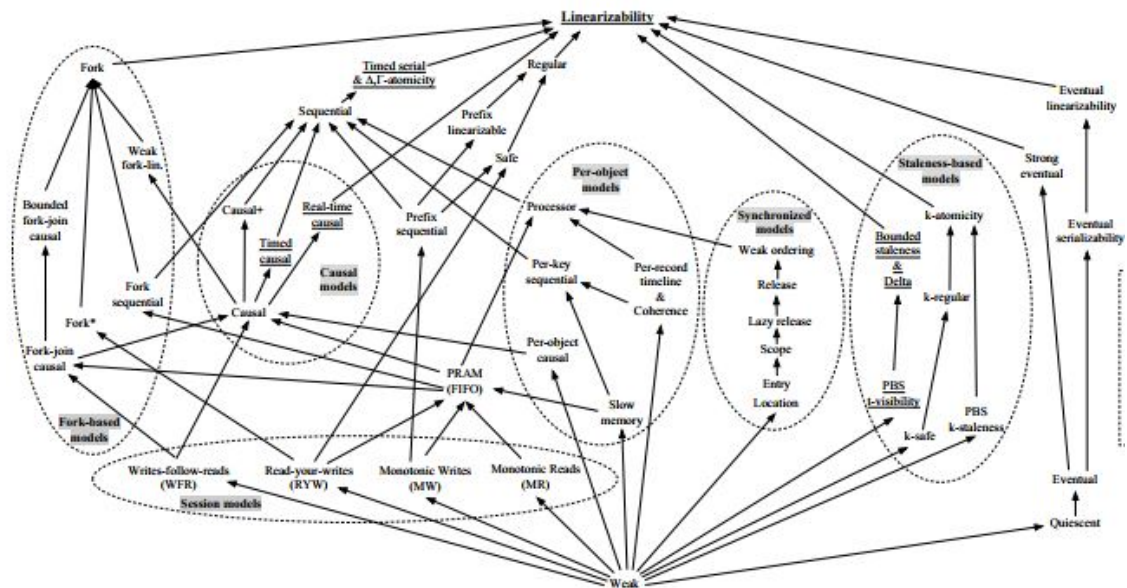 Linearizability
Fork
Timed serial
& Δ,Γ-atomicity
Regular
Eventual
linearizability
Sequential
Prefix
linearizable
Weak
fork-lin.
Safe
Strong
eventual
Staleness-based
models
Per-object
models
Bounded
fork-join
causal
Causal+
Real-time
causal
Prefix
sequential
Processor
Synchronized
models
k-atomicity
Eventual
serializability
Timed
causal
Causal
models
Weak ordering
Bounded
staleness
&
Delta
Per-key
sequential
Per-record
timeline
&
Coherence
Fork
sequential
Release
k-regular
Fork*
Causal
Lazy release
Fork-join
causal
Per-object
causal
Scope
PRAM
(FIFO)
Entry
Location
PBS
t-visibility
Slow
memory
PBS
k-staleness
Fork-based
models
k-safe
Writes-follow-reads
(WFR)
Read-your-writes
(RYW)
Monotonic Writes
(MW)
Monotonic Reads
(MR)
Session models
Eventual
Quiescent
Weak